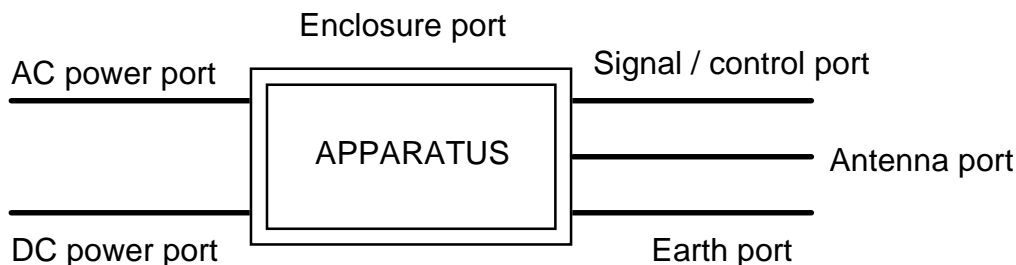 Enclosure port
AC power port
Signal / control port
APPARATUS
Antenna port
DC power port
Earth port